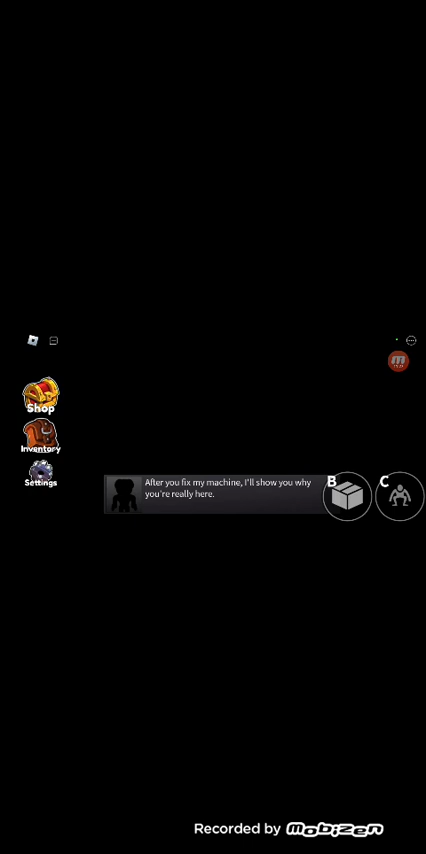 Shop
Inventory
Settings
After you fix my machine, I'll show you why
you're really here.
B
C
Recorded by mobizen